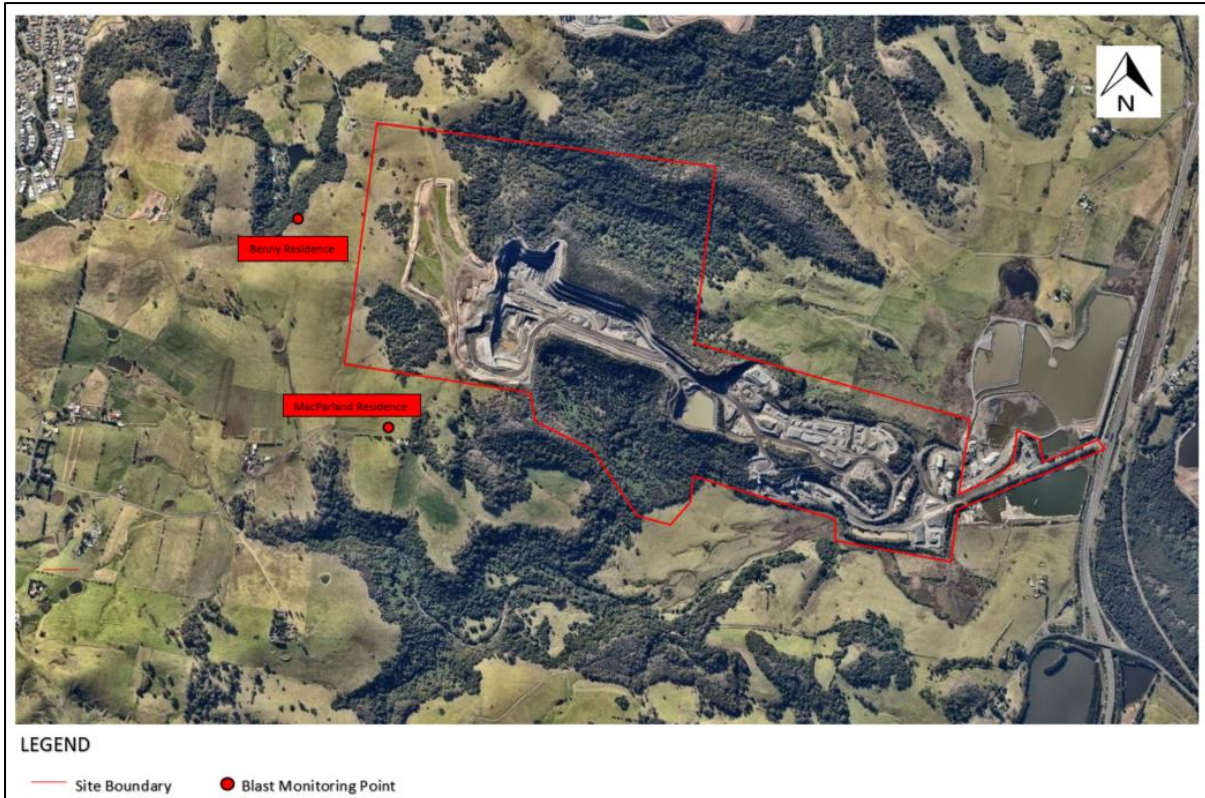 N
Benny Residence
MacParland Residence
LEGEND
Site Boundary
Blast Monitoring Point